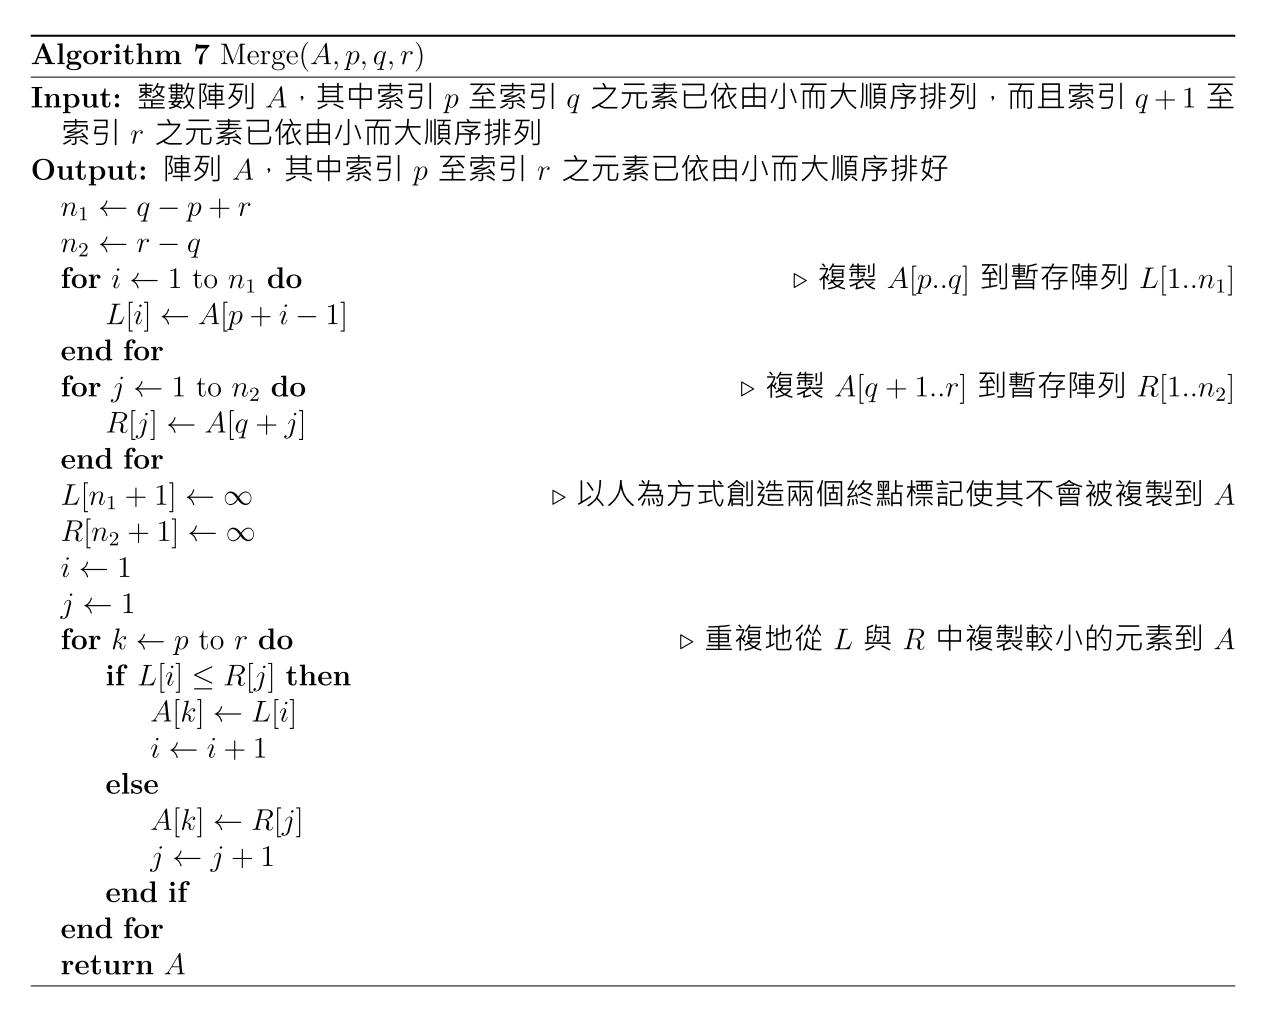 Algorithm 7 Merge(A, p, q, r)
Input: 整數陣列 A，其中索引 p 至索引 q 之元素已依由小而大順序排列，而且索引 q + 1 至
索引 r 之元素已依由小而大順序排列
Output: 陣列 A，其中索引 p 至索引 r 之元素已依由小而大順序排好
n₁ ← q − p + r
n₂ ← r − q
for i ← 1 to n₁ do ▷ 複製 A[p..q] 到暫存陣列 L[1..n₁]
L[i] ← A[p + i − 1]
end for
for j ← 1 to n₂ do ▷ 複製 A[q + 1..r] 到暫存陣列 R[1..n₂]
R[j] ← A[q + j]
end for
L[n₁ + 1] ← ∞ ▷ 以人為方式創造兩個終點標記使其不會被複製到 A
R[n₂ + 1] ← ∞
i ← 1
j ← 1
for k ← p to r do ▷ 重複地從 L 與 R 中複製較小的元素到 A
if L[i] ≤ R[j] then
A[k] ← L[i]
i ← i + 1
else
A[k] ← R[j]
j ← j + 1
end if
end for
return A